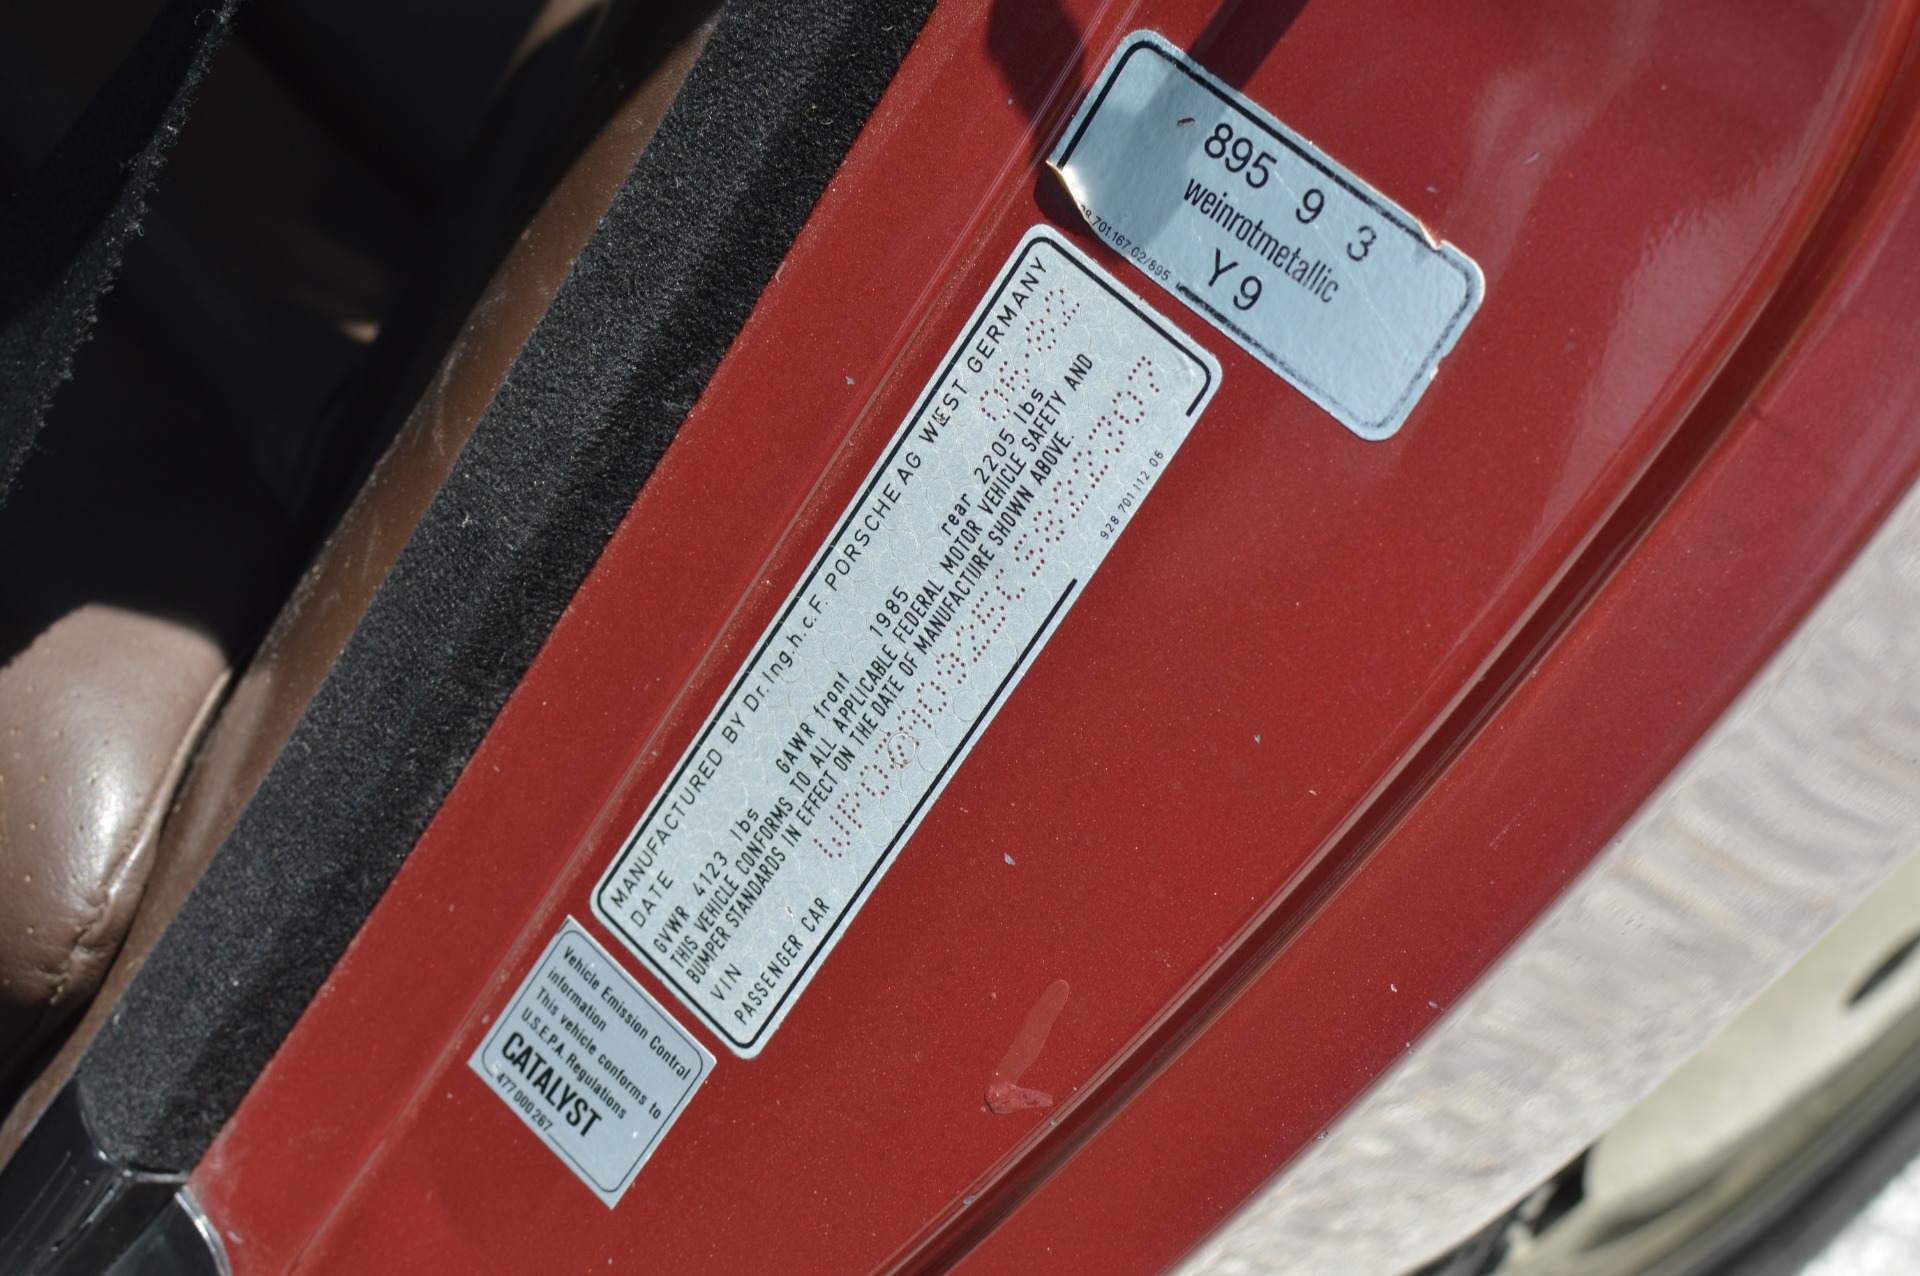 895 9 3
weinrotmetallic
Y9
701.167.02/895
MANUFACTURED BY Dr.Ing.h.c.F. PORSCHE AG WEST GERMANY
DATE
GVWR 4123 lbs GAWR front 1985 rear 2205 lbs
THIS VEHICLE CONFORMS TO ALL APPLICABLE FEDERAL MOTOR VEHICLE SAFETY AND
BUMPER STANDARDS IN EFFECT ON THE DATE OF MANUFACTURE SHOWN ABOVE.
VIN WP0JA0925CS822307
PASSENGER CAR
928 701 112 06
Vehicle Emission Control
information
This vehicle conforms to
U.S.E.P.A. Regulations
CATALYST
477 000 267